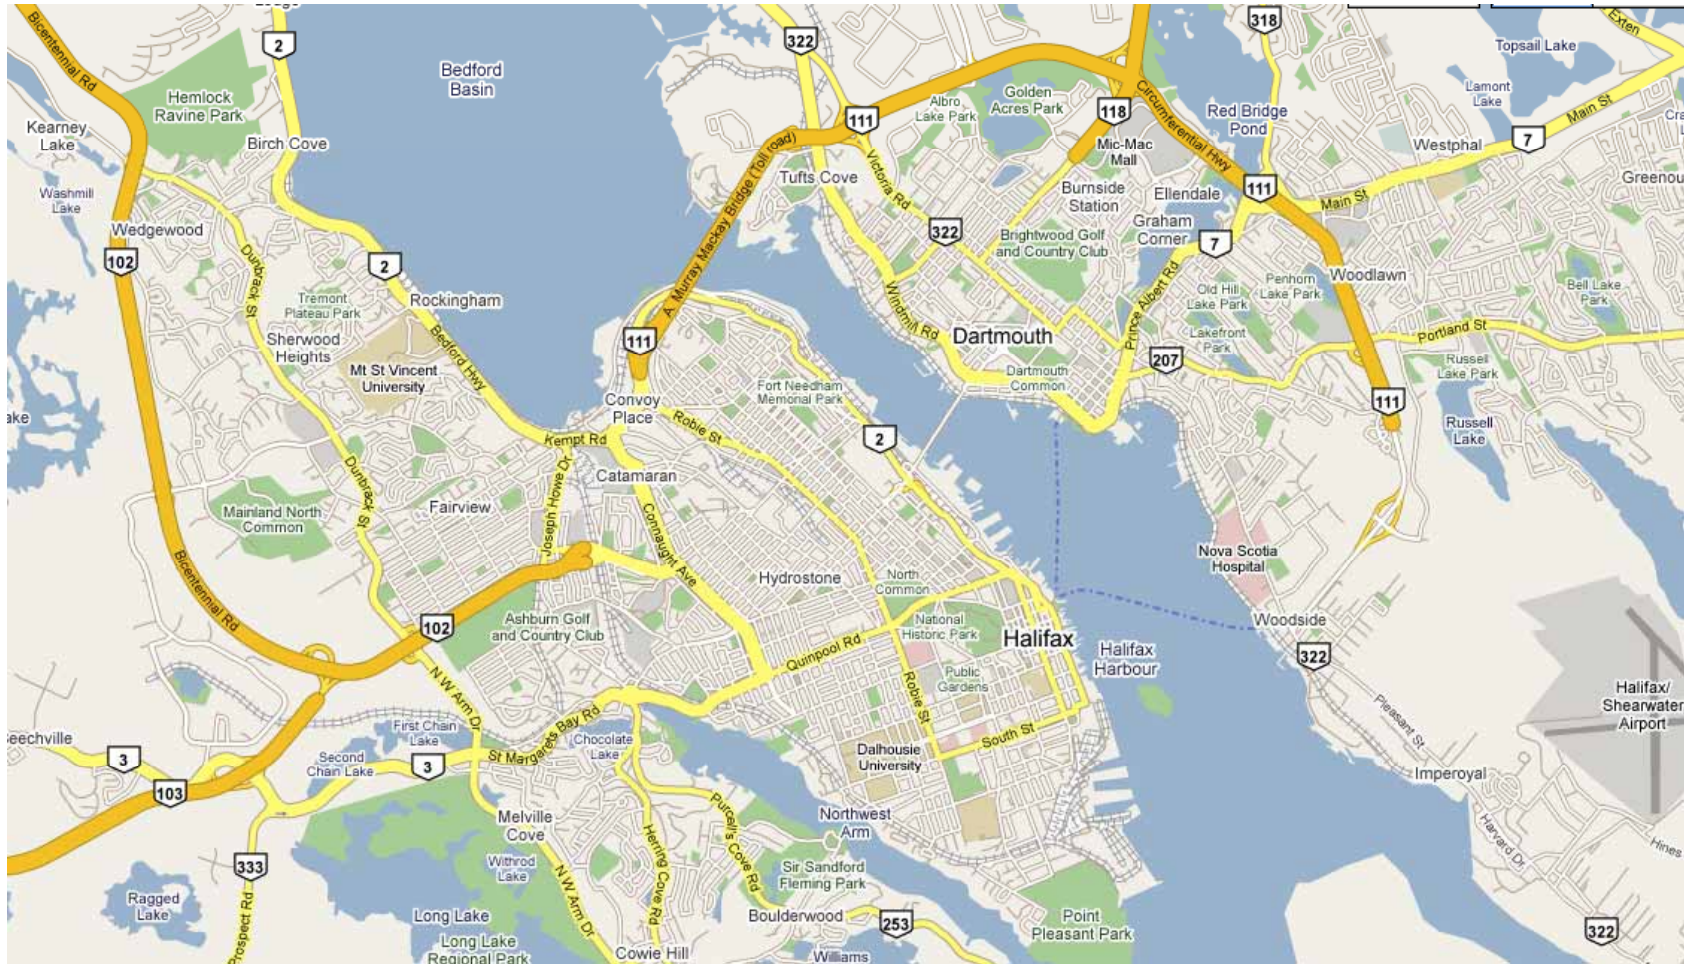 322
318
Exten
Topsail Lake
Bicentennial Rd
2
Bedford
Basin
Hemlock
Ravine Park
Kearney
Lake
Birch Cove
Albro
Lake Park
Golden
Acres Park
Lamont
Lake
Main St
111
118
Circumferential Hwy
Red Bridge
Pond
7
Westphal
Mic-Mac
Mall
A. Murray Mackay Bridge (Toll road)
Tufts Cove
Victoria Rd
Burnside
Station
Ellendale
111
Main St
Washmill
Lake
Wedgewood
102
Dunbrack St
2
Rockingham
322
Brightwood Golf
and Country Club
Graham
Corner
7
Woodlawn
Prince Albert Rd
Old Hill
Lake Park
Penhorn
Lake Park
Bell Lake
Park
Tremont
Plateau Park
Sherwood
Heights
Bedford Hwy
111
Windmill Rd
Dartmouth
Lakefront
Park
Portland St
207
Russell
Lake Park
Mt St Vincent
University
Fort Needham
Memorial Park
Dartmouth
Common
111
Convoy
Place
Robie St
2
Russell
Lake
Kempt Rd
Catamaran
Joseph Howe Dr
Dunbrack St
Fairview
Mainland North
Common
Connaught Ave
Nova Scotia
Hospital
Bicentennial Rd
Hydrostone
North
Common
102
Ashburn Golf
and Country Club
National
Historic Park
Halifax
Quinpool Rd
Halifax
Harbour
Woodside
322
Public
Gardens
Robie St
N W Arm Dr
Halifax/
Shearwater
Airport
Pleasant St
First Chain
Lake
St Margarets Bay Rd
Chocolate
Lake
South St
Dalhousie
University
3
Second
Chain Lake
3
103
Imperoyal
Melville
Cove
Purcell's Cove Rd
Northwest
Arm
Herring Cove Rd
Harvard Dr
Hines
333
Withrod
Lake
N W Arm Dr
Sir Sandford
Fleming Park
Ragged
Lake
Prospect Rd
Long Lake
Long Lake
Regional Park
Boulderwood
253
Point
Pleasant Park
322
Cowie Hill
Williams